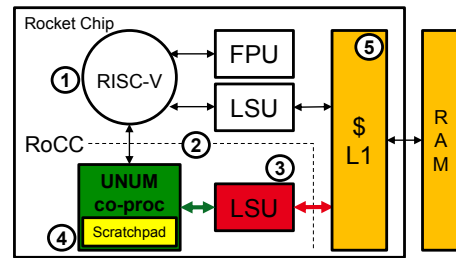 Rocket Chip
1
RISC-V
FPU
LSU
5
$
L1
R
A
M
RoCC
2
3
UNUM
co-proc
LSU
4
Scratchpad